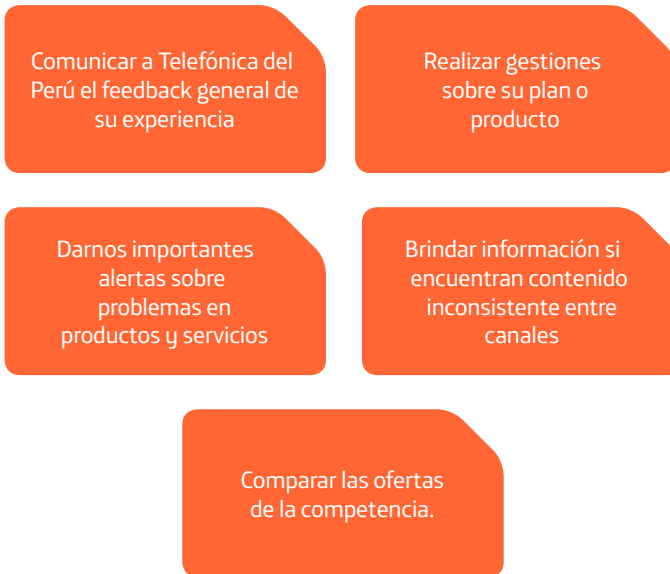 Comunicar a Telefónica del
Perú el feedback general de
su experiencia
Realizar gestiones
sobre su plan o
producto
Darnos importantes
alertas sobre
problemas en
productos y servicios
Brindar información si
encuentran contenido
inconsistente entre
canales
Comparar las ofertas
de la competencia.